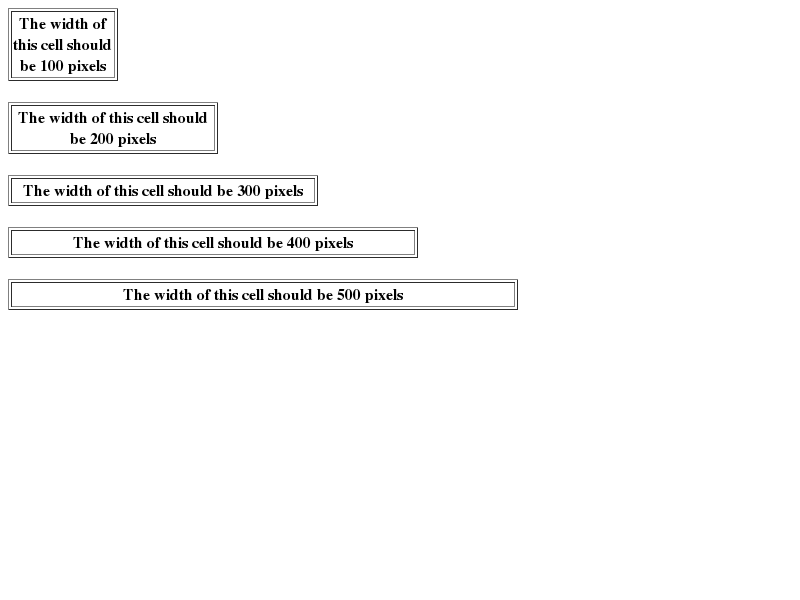 The width of
this cell should
be 100 pixels
The width of this cell should
be 200 pixels
The width of this cell should be 300 pixels
The width of this cell should be 400 pixels
The width of this cell should be 500 pixels